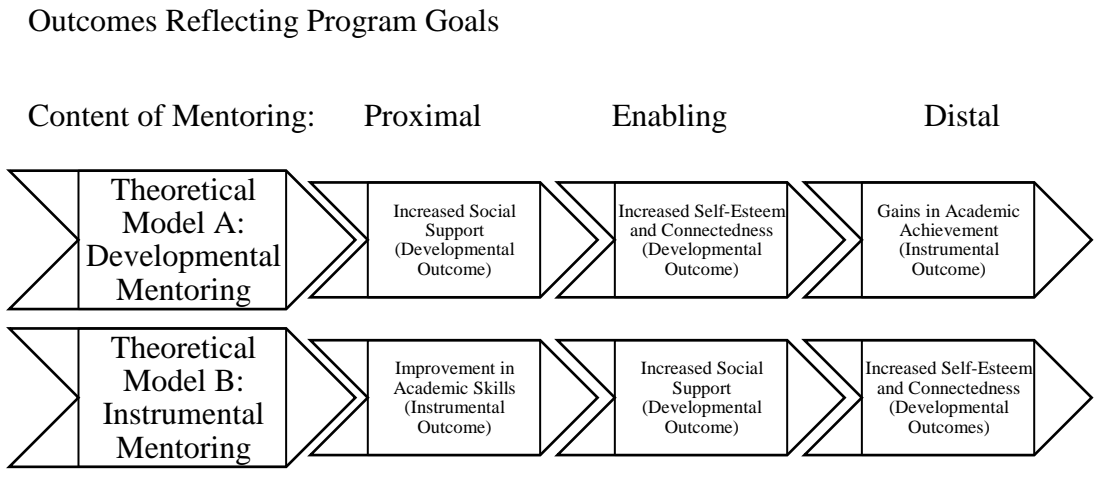 Outcomes Reflecting Program Goals
Content of Mentoring: Proximal Enabling Distal
Theoretical
Model A:
Developmental
Mentoring
Increased Social
Support
(Developmental
Outcome)
Increased Self-Esteem
and Connectedness
(Developmental
Outcome)
Gains in Academic
Achievement
(Instrumental
Outcome)
Theoretical
Model B:
Instrumental
Mentoring
Improvement in
Academic Skills
(Instrumental
Outcome)
Increased Social
Support
(Developmental
Outcome)
Increased Self-Esteem
and Connectedness
(Developmental
Outcomes)